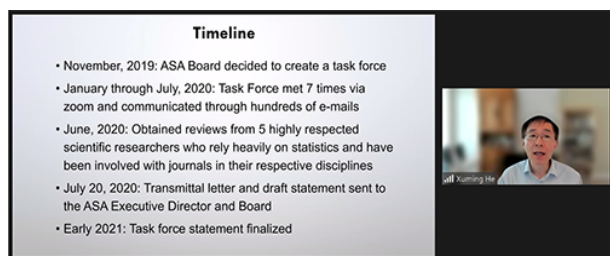 Timeline
• November, 2019: ASA Board decided to create a task force
• January through July, 2020: Task Force met 7 times via
zoom and communicated through hundreds of e-mails
• June, 2020: Obtained reviews from 5 highly respected
scientific researchers who rely heavily on statistics and have
been involved with journals in their respective disciplines
• July 20, 2020: Transmittal letter and draft statement sent to
the ASA Executive Director and Board
• Early 2021: Task force statement finalized
Xuming He